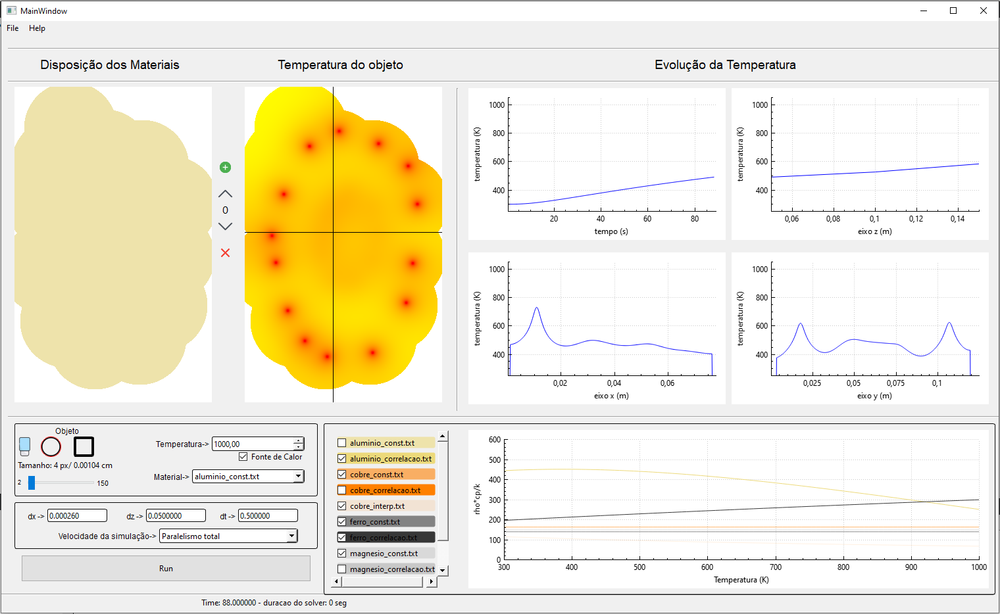 MainWindow
File Help
Disposição dos Materiais
Temperatura do objeto
Evolução da Temperatura
0
1000
800
600
400
temperatura (K)
20 40 60 80
tempo (s)
1000
800
600
400
temperatura (K)
0,06 0,08 0,1 0,12 0,14
eixo z (m)
1000
800
600
400
temperatura (K)
0,02 0,04 0,06
eixo x (m)
1000
800
600
400
temperatura (K)
0,025 0,05 0,075 0,1
eixo y (m)
Objeto
Tamanho: 4 px/ 0.00104 cm
2 150
Temperatura-> 1000,00
Fonte de Calor
Material-> aluminio_const.txt
dx -> 0.000260 dz -> 0.0500000 dt -> 0.500000
Velocidade da simulação-> Paralelismo total
Run
aluminio_const.txt
aluminio_correlacao.txt
cobre_const.txt
cobre_correlacao.txt
cobre_interp.txt
ferro_const.txt
ferro_correlacao.txt
magnesio_const.txt
magnesio_correlacao.txt
600
500
400
300
200
100
0
rho*cp/k
300 400 500 600 700 800 900 1000
Temperatura (K)
Time: 88.000000 - duracao do solver: 0 seg